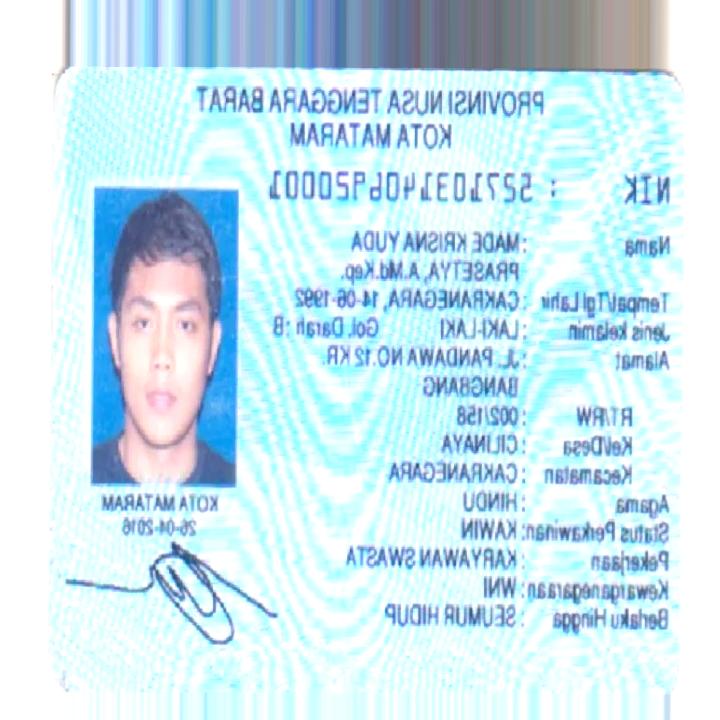 PROVINSI NUSA TENGGARA BARAT
KOTA MATARAM
NIK : 5271031406920001
Nama : MADE KRISNA YUDA
PRASETYA, A.Md.Kep.
Tempat/Tgl Lahir : CAKRANEGARA, 14-06-1992
Jenis kelamin : LAKI-LAKI Gol. Darah : B
Alamat : JL. PANDAWA NO.12 KR.
BANGBANG
RT/RW : 002/158
Kel/Desa : CILINAYA
Kecamatan : CAKRANEGARA
Agama : HINDU
Status Perkawinan: KAWIN
Pekerjaan : KARYAWAN SWASTA
Kewarganegaraan : WNI
Berlaku Hingga : SEUMUR HIDUP
KOTA MATARAM
26-04-2016